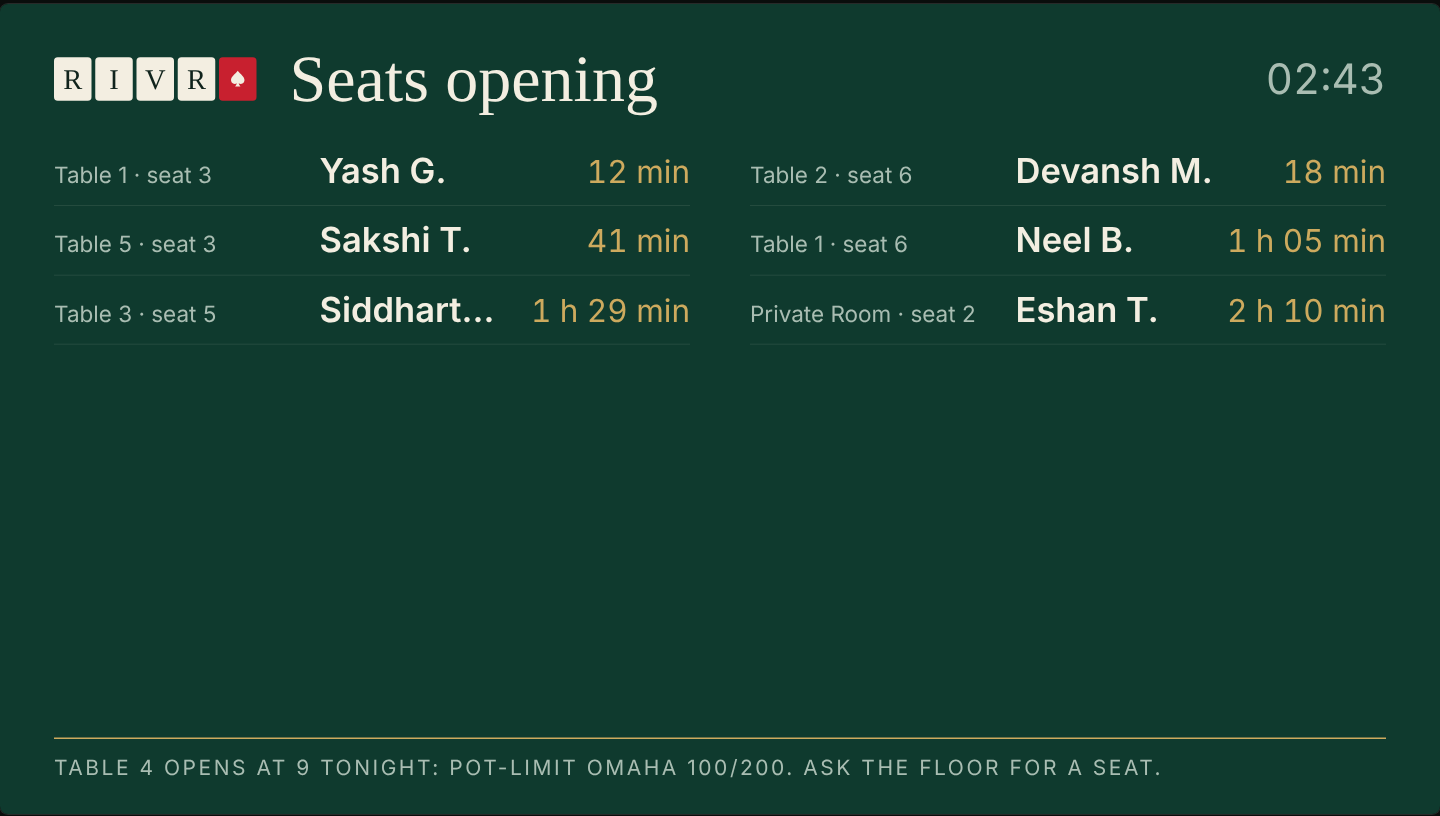 RIVR♠ Seats opening 02:43
Table 1 · seat 3 Yash G. 12 min Table 2 · seat 6 Devansh M. 18 min
Table 5 · seat 3 Sakshi T. 41 min Table 1 · seat 6 Neel B. 1 h 05 min
Table 3 · seat 5 Siddhart... 1 h 29 min Private Room · seat 2 Eshan T. 2 h 10 min
TABLE 4 OPENS AT 9 TONIGHT: POT-LIMIT OMAHA 100/200. ASK THE FLOOR FOR A SEAT.